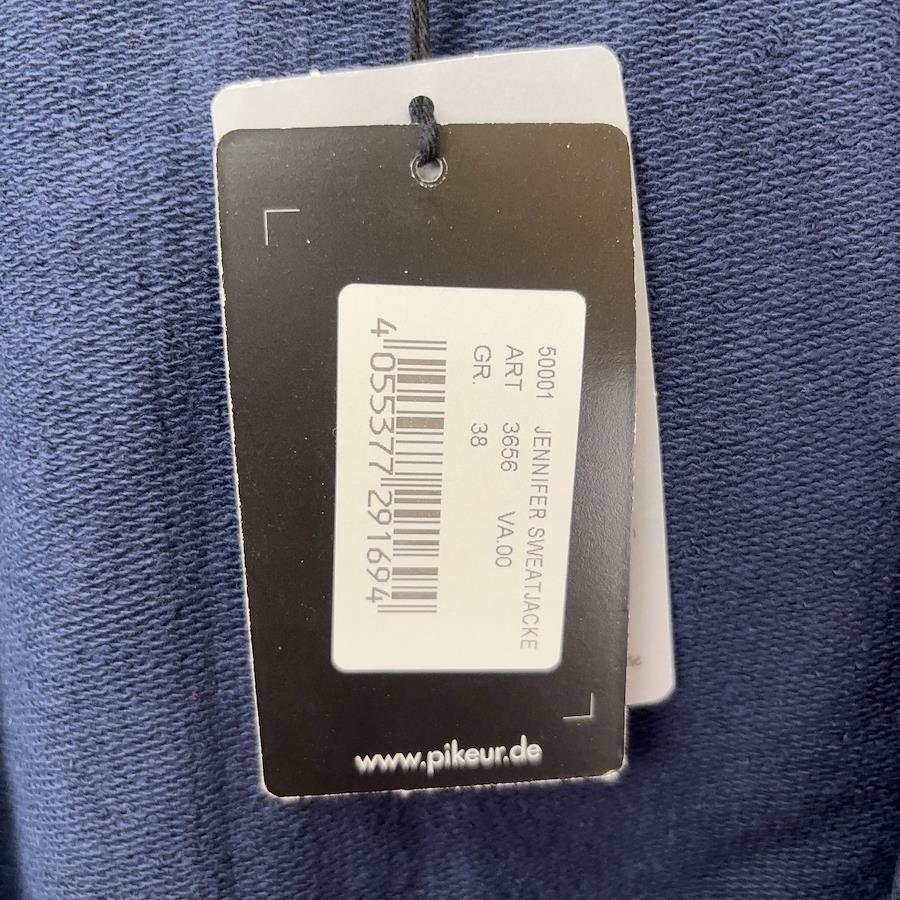 50001 JENNIFER SWEATJACKE
ART 3656 VA.00
GR. 38
4 055377 291694
www.pikeur.de